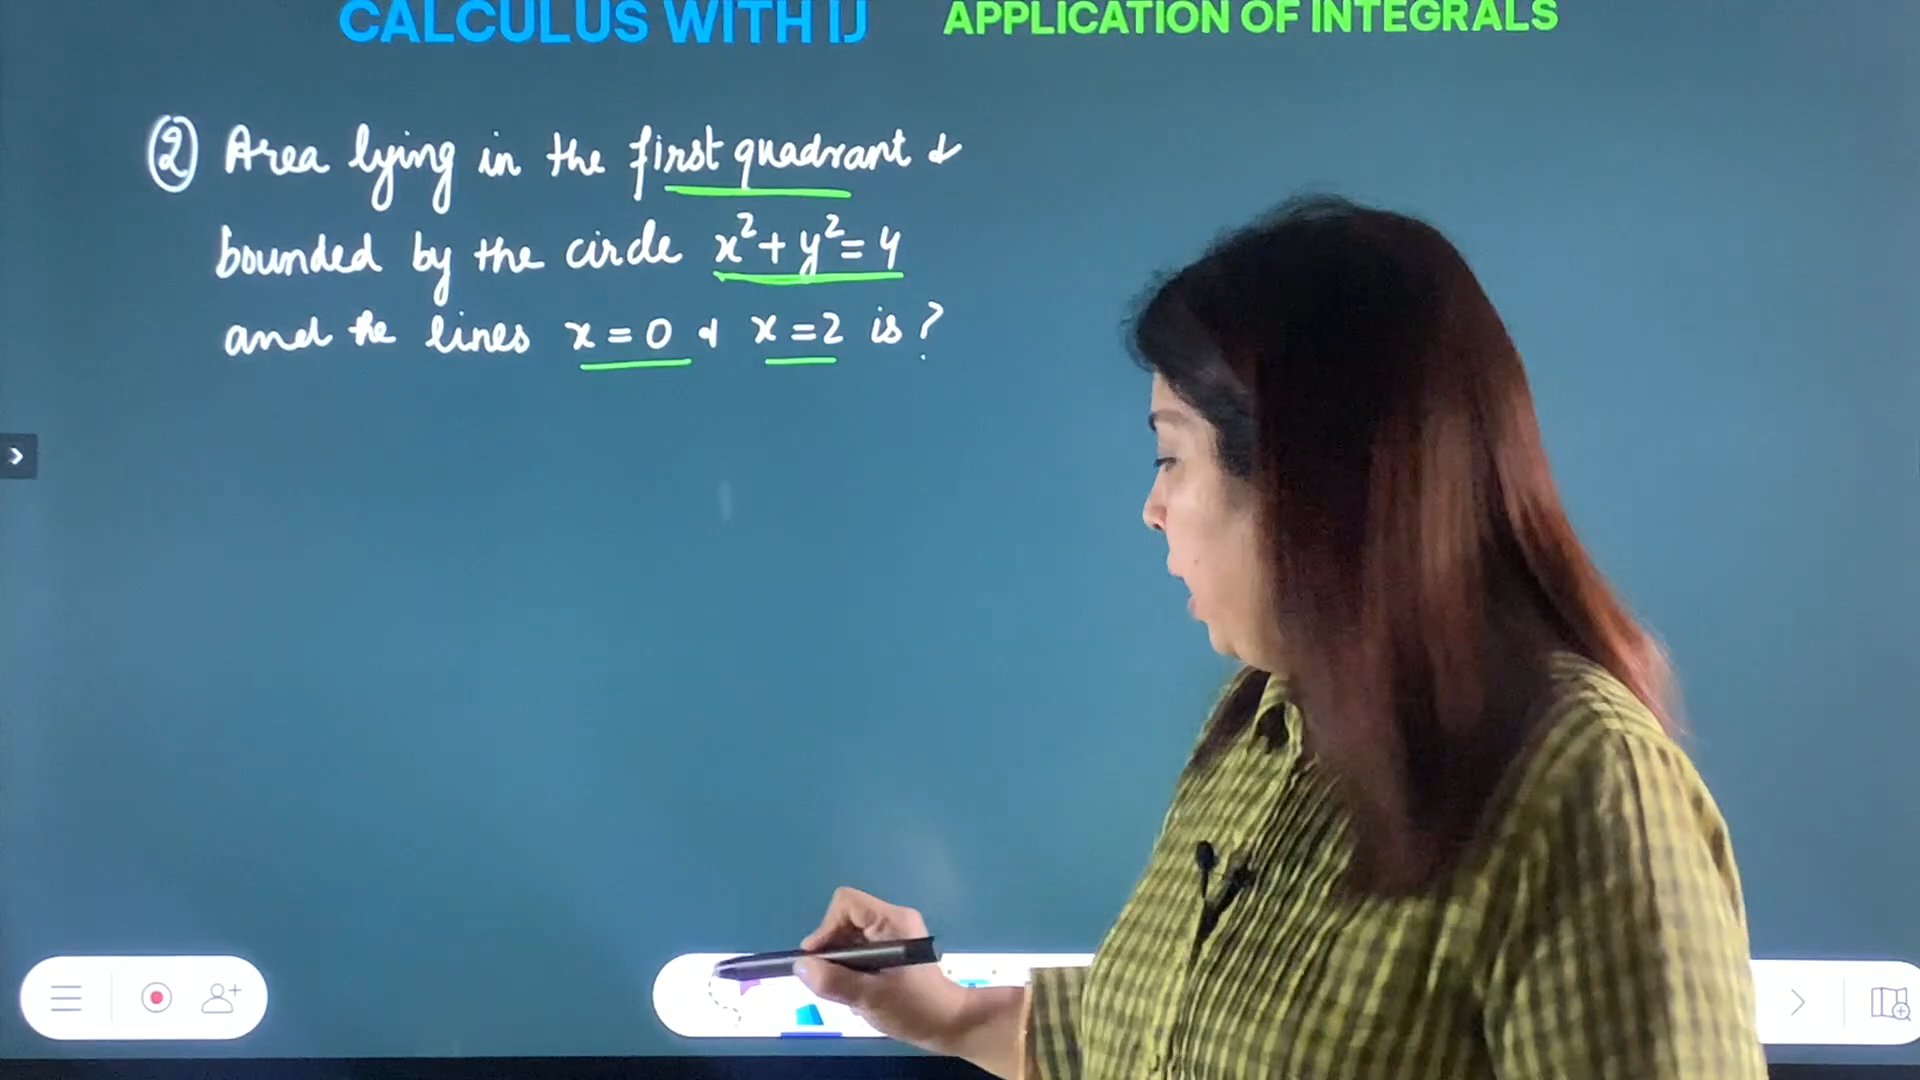 CALCULUS WITH IJ APPLICATION OF INTEGRALS
② Area lying in the first quadrant &
bounded by the circle x²+y²=4
and the lines x=0 & x=2 is?